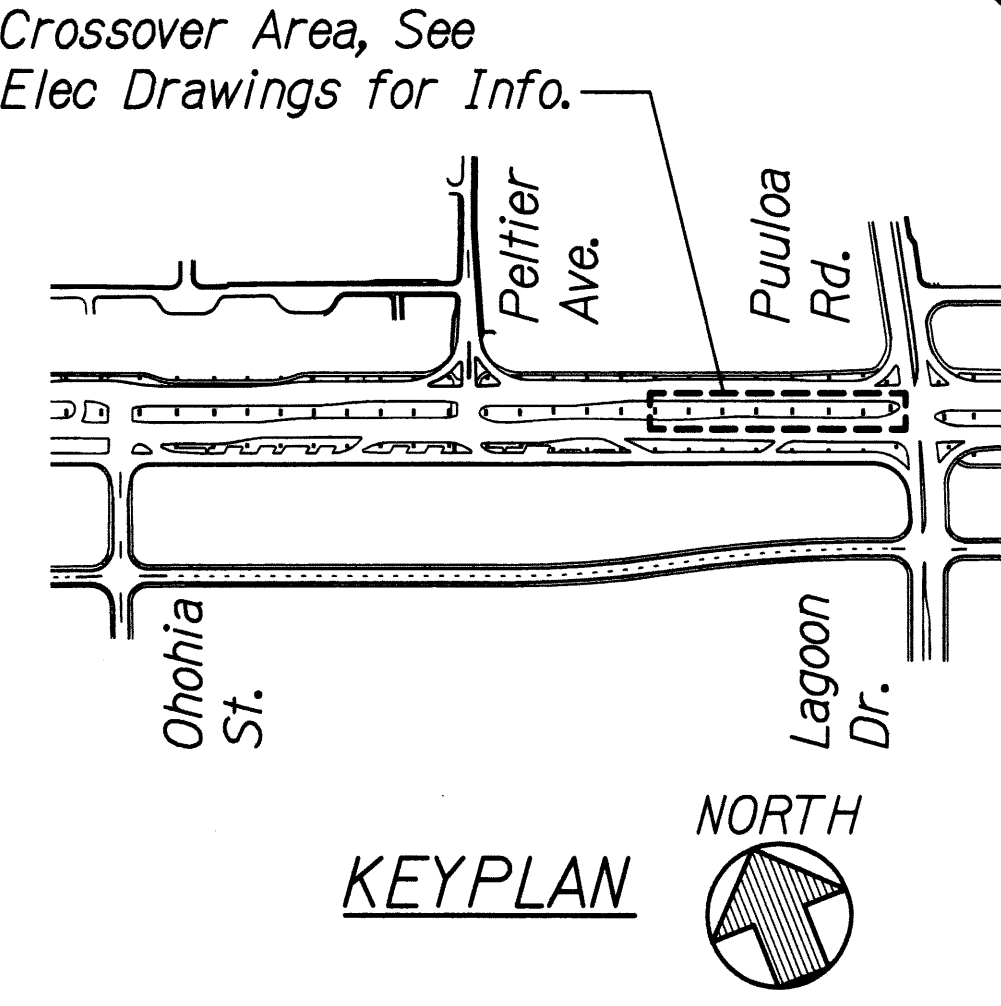 Crossover Area, See
Elec Drawings for Info.
Peltier
Ave.
Puuloa
Rd.
Ohohia
St.
Lagoon
Dr.
NORTH
KEYPLAN